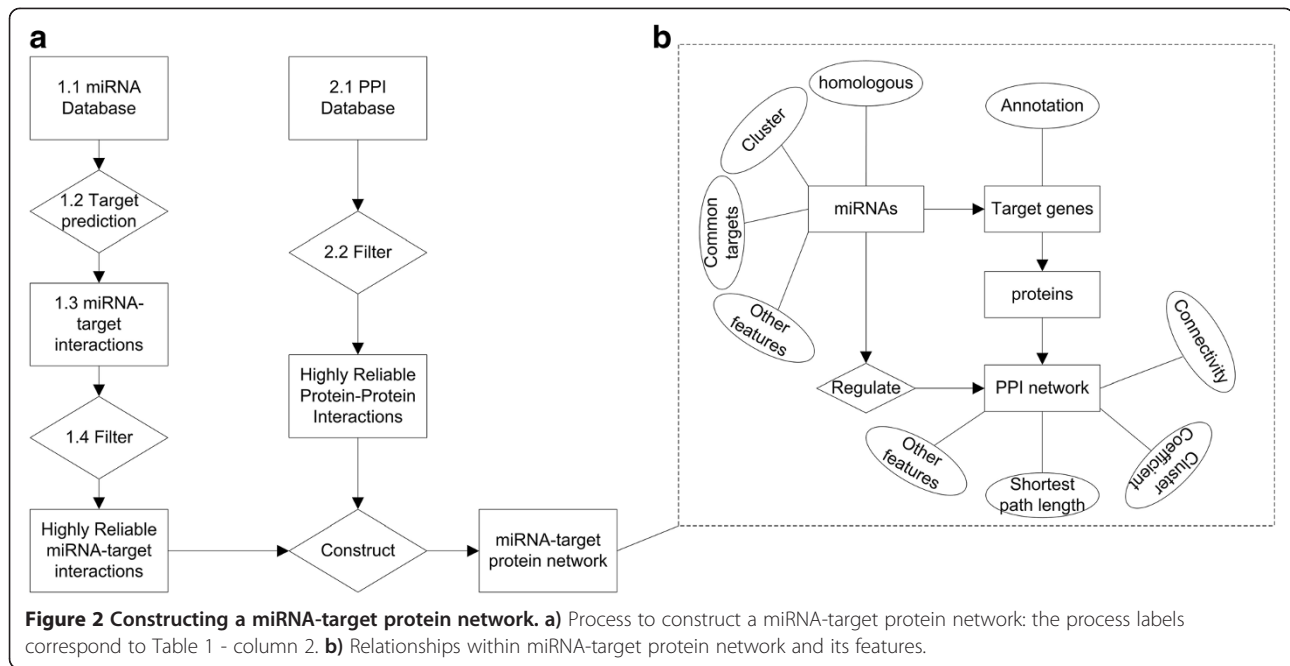 a
1.1 miRNA
Database
1.2 Target
prediction
1.3 miRNA-
target
interactions
1.4 Filter
Highly Reliable
miRNA-target
interactions
2.1 PPI
Database
2.2 Filter
Highly Reliable
Protein-Protein
Interactions
Construct
miRNA-target
protein network
b
homologous
Annotation
Cluster
Common
targets
Other
features
miRNAs
Target genes
proteins
Regulate
PPI network
Connectivity
Other
features
Shortest
path length
Cluster
Coefficient
Figure 2 Constructing a miRNA-target protein network. a) Process to construct a miRNA-target protein network: the process labels
correspond to Table 1 - column 2. b) Relationships within miRNA-target protein network and its features.